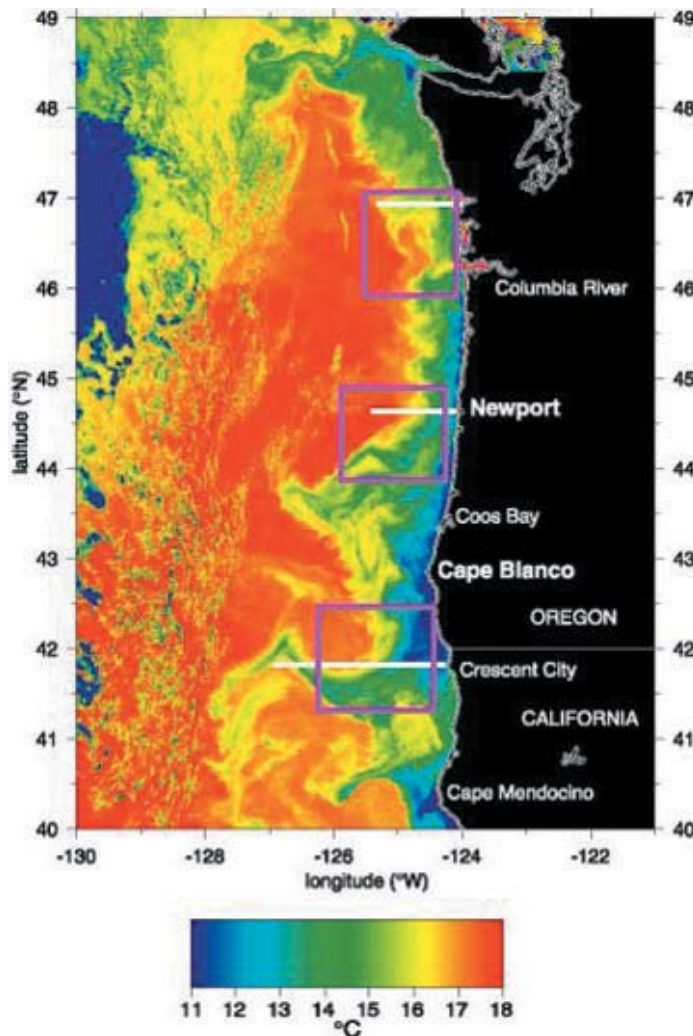 49
48
47
46
45
44
43
42
41
40
latitude (°N)
Columbia River
Newport
Coos Bay
Cape Blanco
OREGON
Crescent City
CALIFORNIA
Cape Mendocino
49
48
47
46
45
44
43
42
41
40
-130 -128 -126 -124 -122
longitude (°W)
11 12 13 14 15 16 17 18
°C